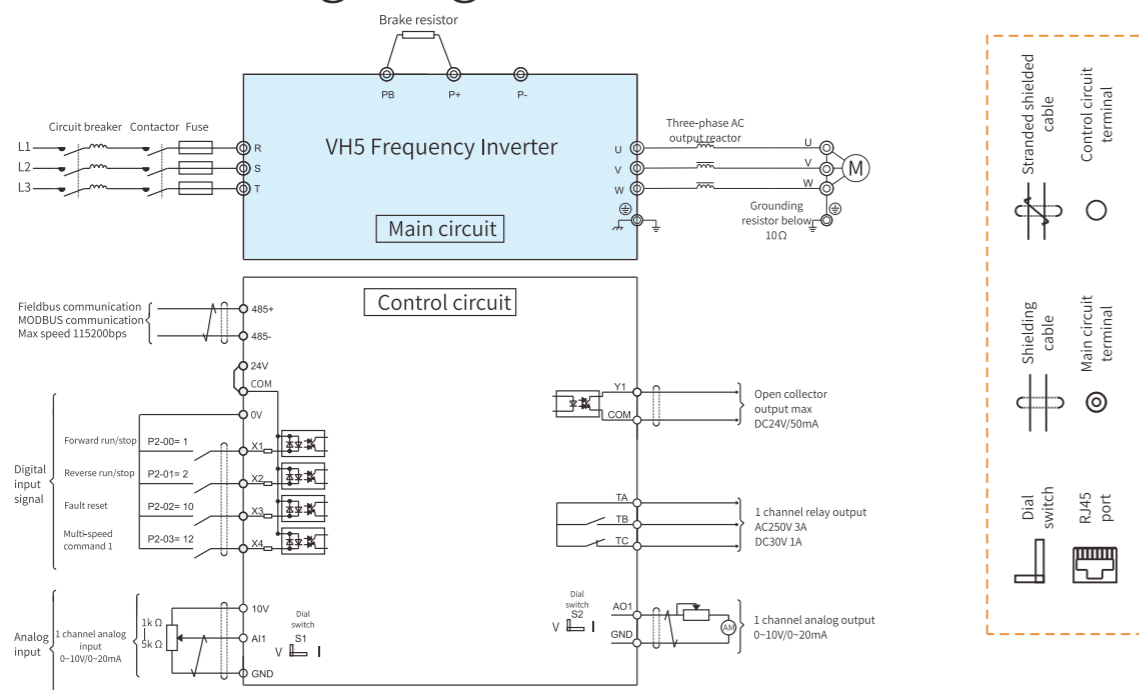 Brake resistor
PB
P+
P-
Circuit breaker
Contactor
Fuse
L1
L2
L3
R
S
T
VH5 Frequency Inverter
Main circuit
U
V
W
Three-phase AC
output reactor
U
V
W
M
Grounding
resistor below
10Ω
Control circuit
Fieldbus communication
MODBUS communication
Max speed 115200bps
485+
485-
24V
COM
0V
Digital
input
signal
Forward run/stop
P2-00= 1
X1
Reverse run/stop
P2-01= 2
X2
Fault reset
P2-02= 10
X3
Multi-speed
command 1
P2-03= 12
X4
Analog
input
1 channel analog
input
0~10V/0~20mA
1k Ω
5k Ω
10V
AI1
GND
Dial
switch
S1
V
I
Y1
COM
Open collector
output max
DC24V/50mA
TA
TB
TC
1 channel relay output
AC250V 3A
DC30V 1A
Dial
switch
S2
V
I
AO1
GND
AM
1 channel analog output
0~10V/0~20mA
Stranded shielded
cable
Control circuit
terminal
Shielding
cable
Main circuit
terminal
Dial
switch
RJ45
port